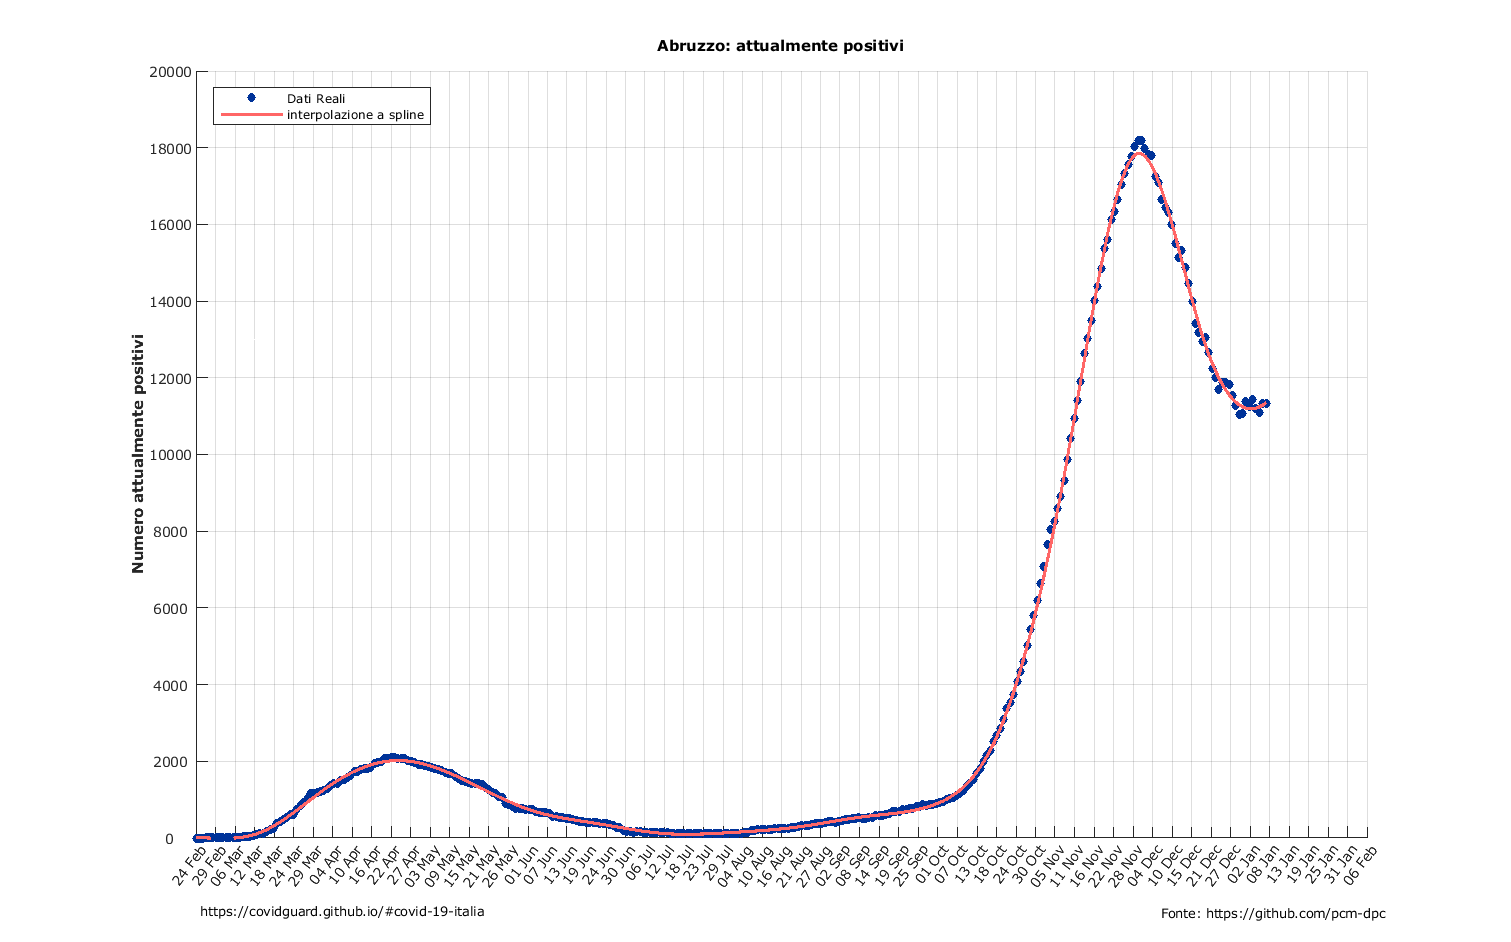 Abruzzo: attualmente positivi
20000
Dati Reali
interpolazione a spline
18000
16000
14000
12000
10000
8000
6000
4000
2000
0
Numero attualmente positivi
24 Feb
29 Feb
06 Mar
12 Mar
18 Mar
24 Mar
29 Mar
04 Apr
10 Apr
16 Apr
22 Apr
27 Apr
03 May
09 May
15 May
21 May
26 May
01 Jun
07 Jun
13 Jun
19 Jun
24 Jun
30 Jun
06 Jul
12 Jul
18 Jul
23 Jul
29 Jul
04 Aug
10 Aug
16 Aug
21 Aug
27 Aug
02 Sep
08 Sep
14 Sep
19 Sep
25 Sep
01 Oct
07 Oct
13 Oct
18 Oct
24 Oct
30 Oct
05 Nov
11 Nov
16 Nov
22 Nov
28 Nov
04 Dec
10 Dec
15 Dec
21 Dec
27 Dec
02 Jan
08 Jan
13 Jan
19 Jan
25 Jan
31 Jan
06 Feb
https://covidguard.github.io/#covid-19-italia
Fonte: https://github.com/pcm-dpc